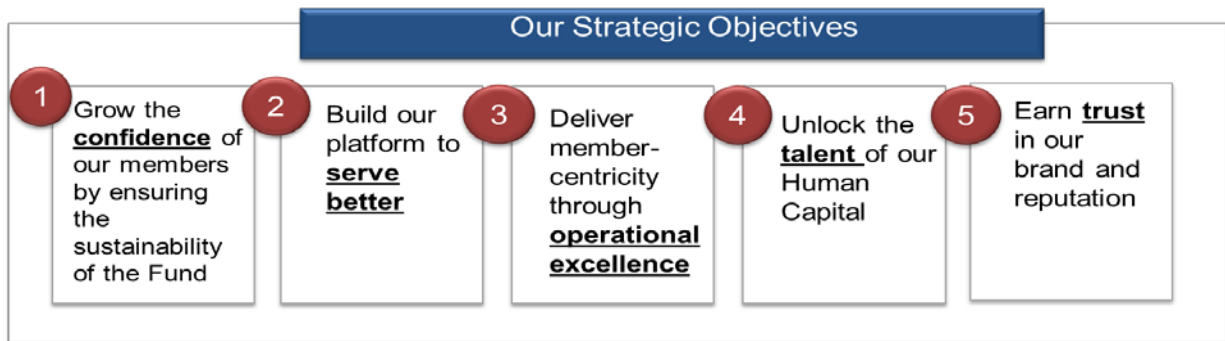 Our Strategic Objectives
1
Grow the
confidence of
our members
by ensuring
the
sustainability
of the Fund
2
Build our
platform to
serve
better
3
Deliver
member-
centricity
through
operational
excellence
4
Unlock the
talent of our
Human
Capital
5
Earn trust
in our
brand and
reputation